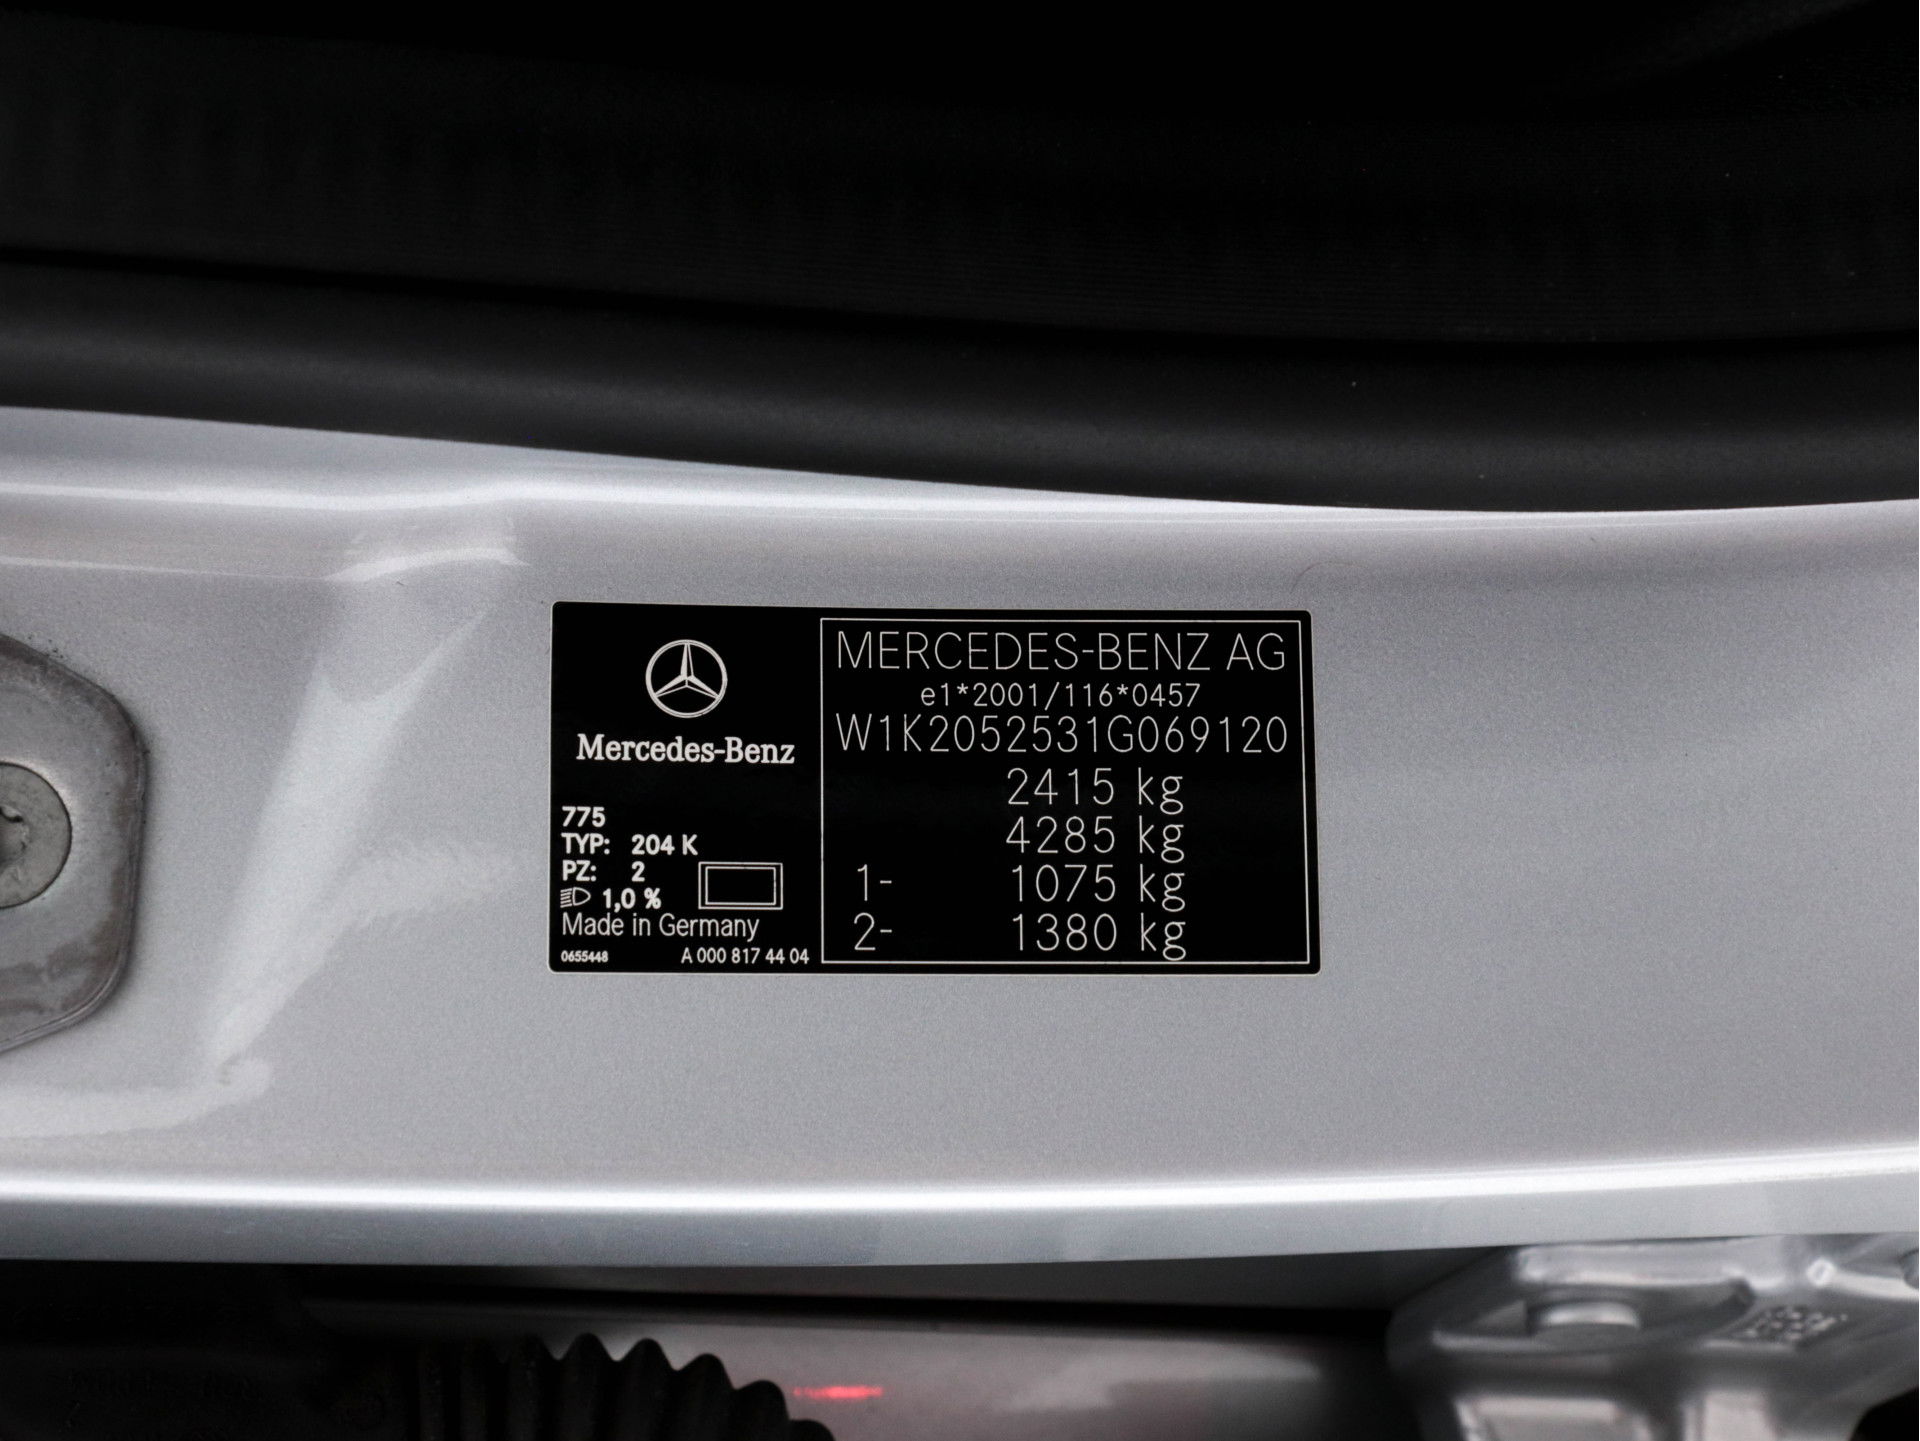 Mercedes-Benz
775
TYP: 204 K
PZ: 2
1,0 %
Made in Germany
0655448 A 000 817 44 04
MERCEDES-BENZ AG
e1*2001/116*0457
W1K2052531G069120
2415 kg
4285 kg
1- 1075 kg
2- 1380 kg